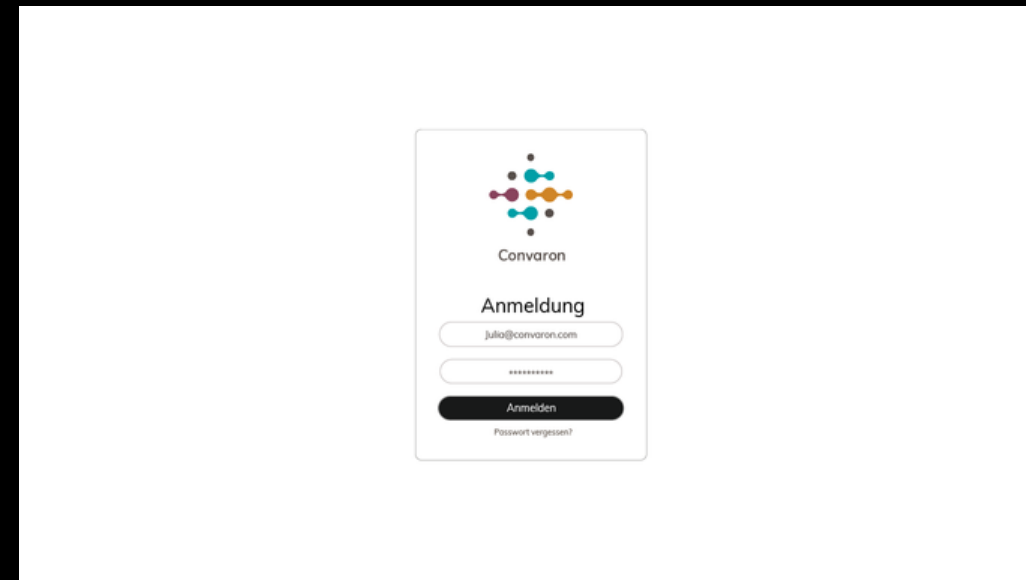 Convaron
Anmeldung
Julia@convaron.com
**********
Anmelden
Passwort vergessen?